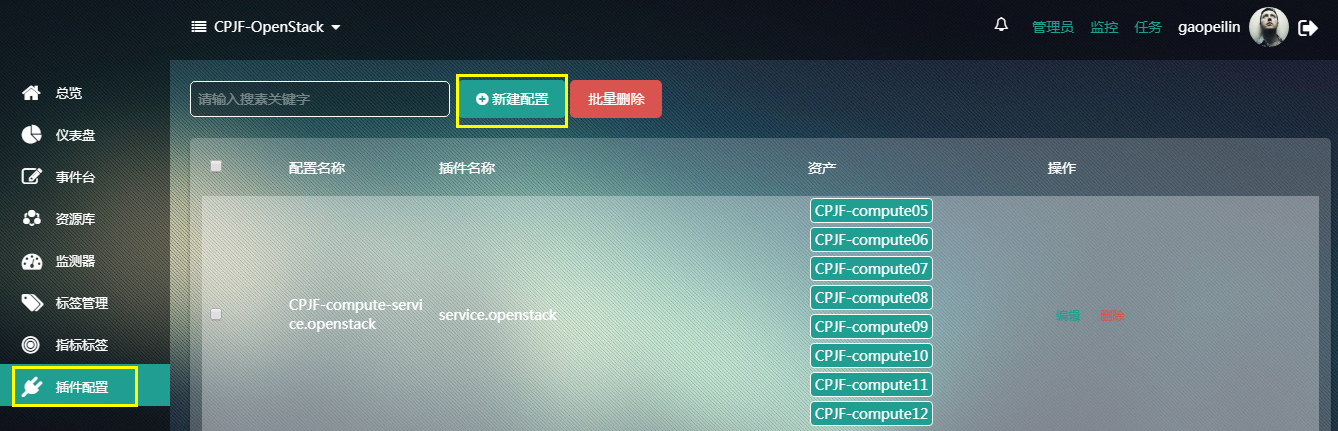 CPJF-OpenStack
管理员 监控 任务 gaopeilin
总览
仪表盘
事件台
资源库
监测器
标签管理
指标标签
插件配置
请输入搜素关键字
新建配置
批量删除
配置名称 插件名称 资产 操作
CPJF-compute-servi
ce.openstack
service.openstack
CPJF-compute05
CPJF-compute06
CPJF-compute07
CPJF-compute08
CPJF-compute09
CPJF-compute10
CPJF-compute11
CPJF-compute12
编辑 删除